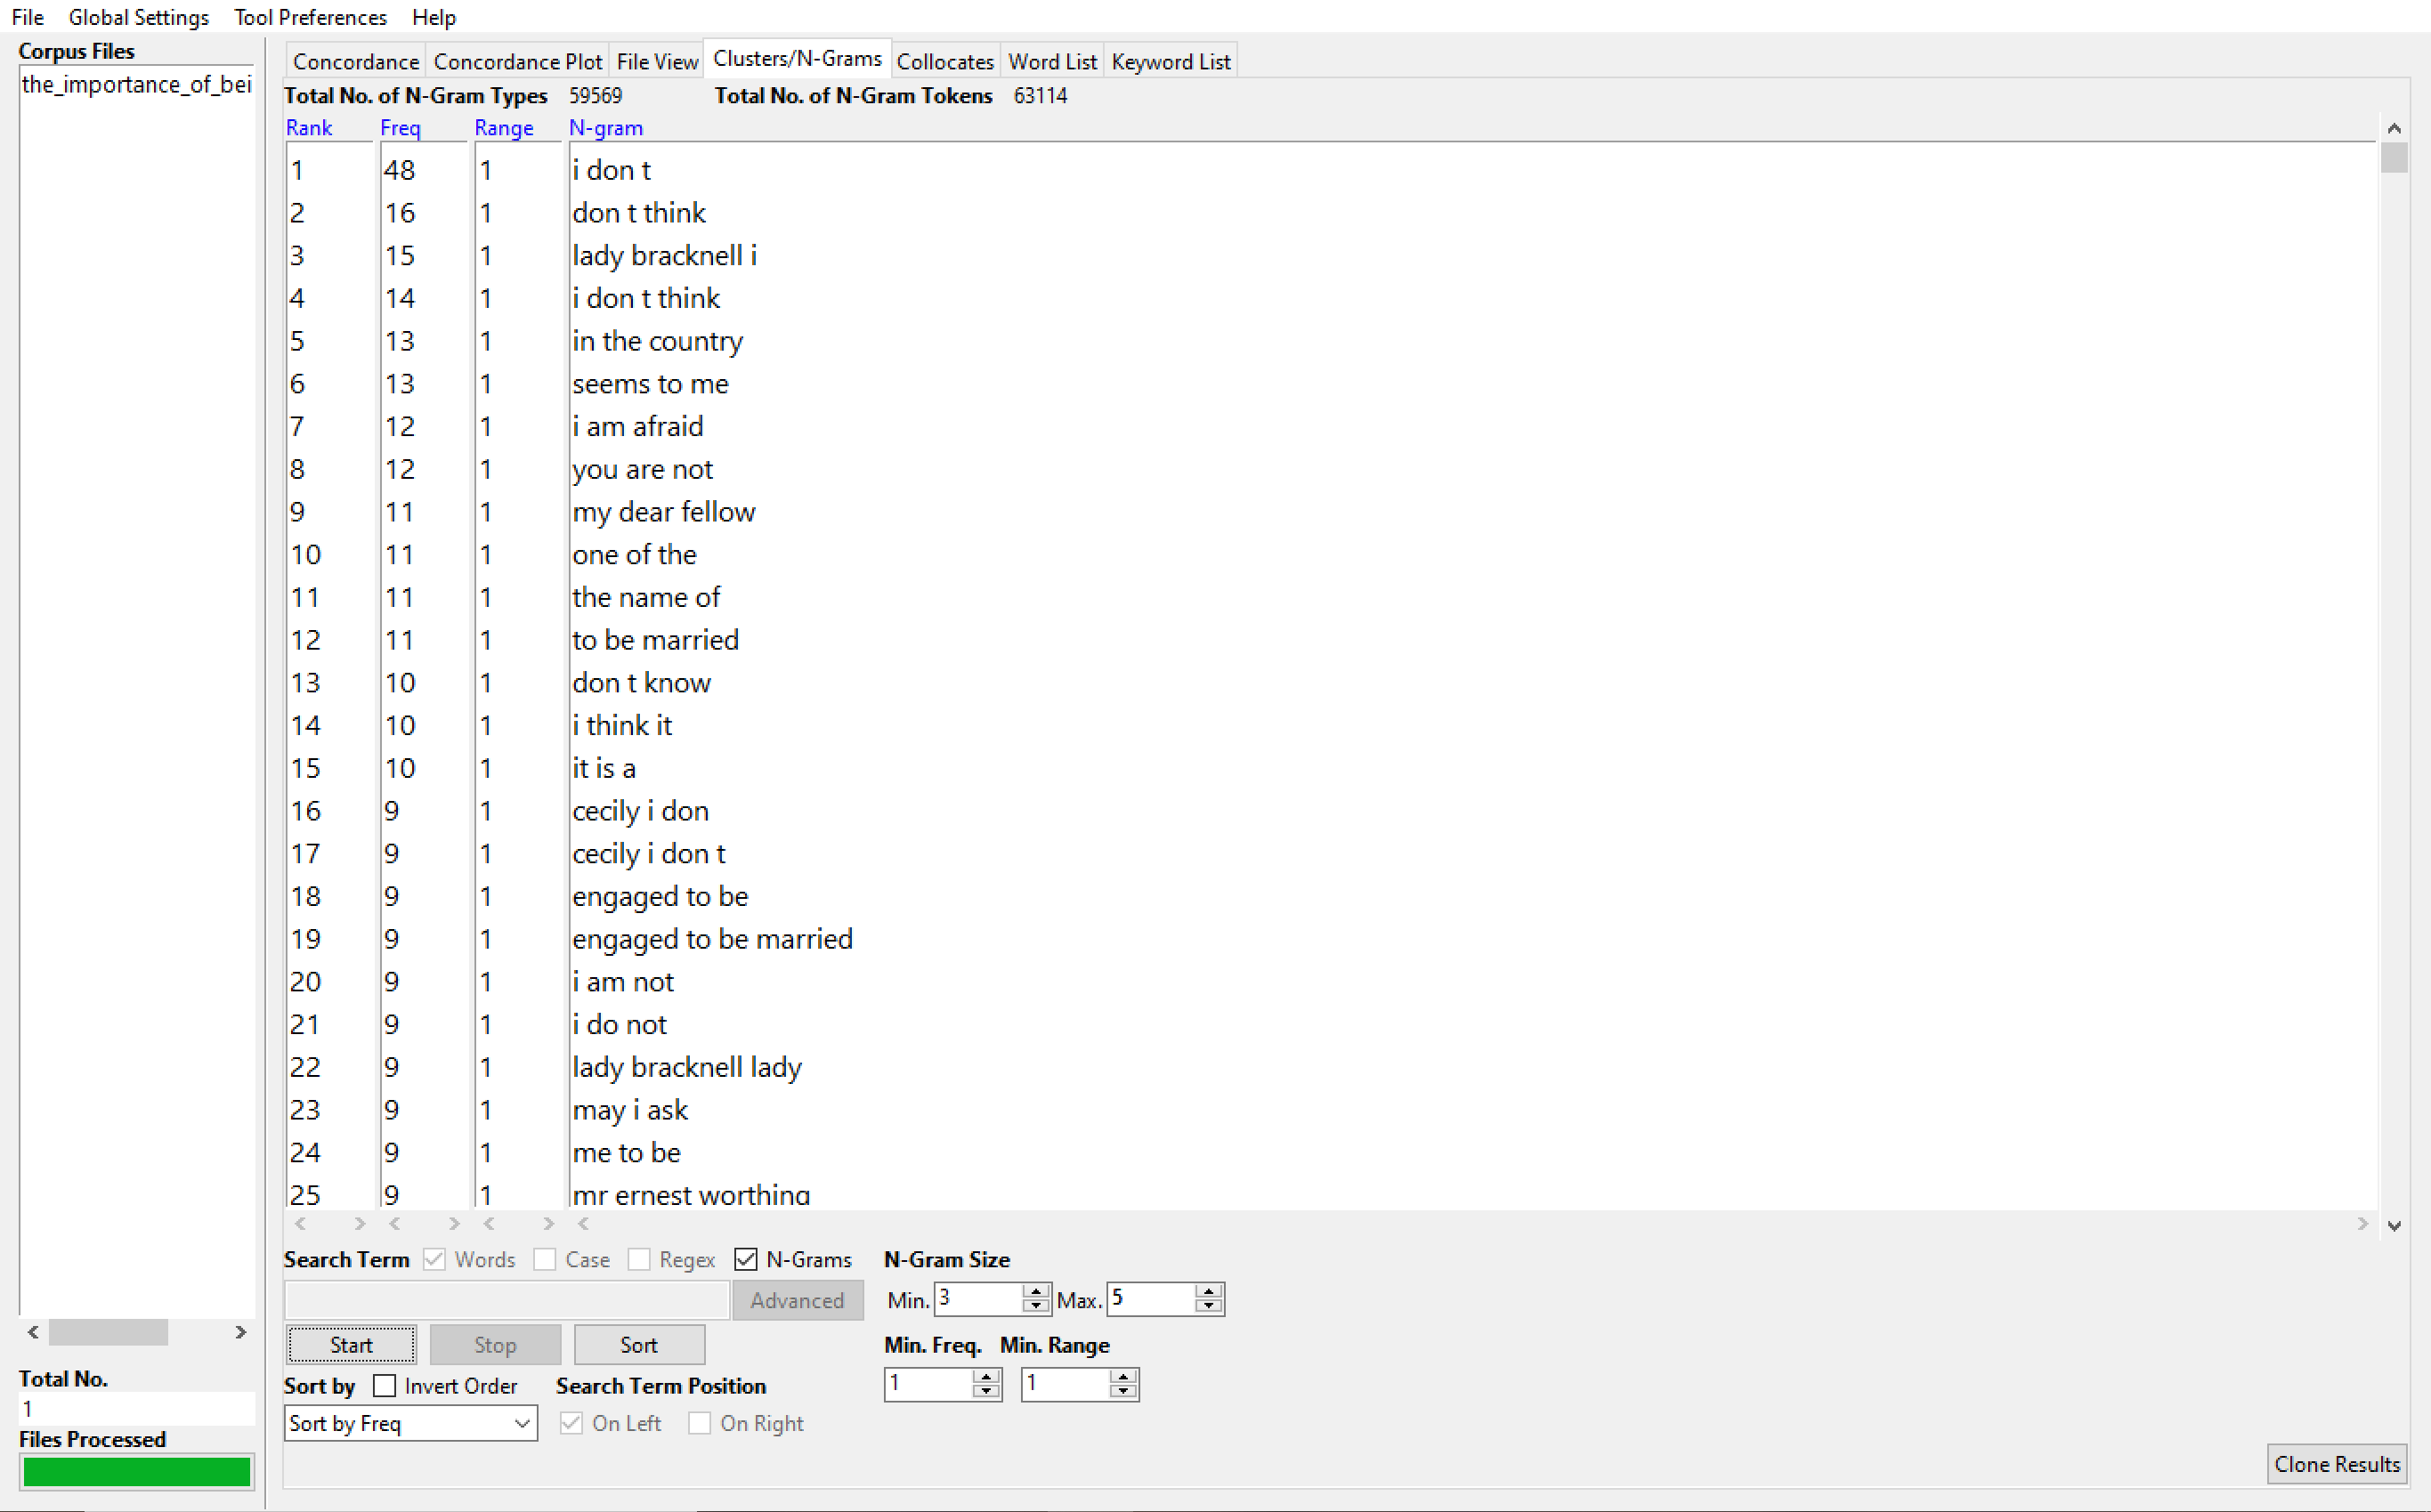 File Global Settings Tool Preferences Help
Corpus Files
the_importance_of_bei
Concordance Concordance Plot File View Clusters/N-Grams Collocates Word List Keyword List
Total No. of N-Gram Types 59569 Total No. of N-Gram Tokens 63114
Rank Freq Range N-gram
1 48 1 i don t
2 16 1 don t think
3 15 1 lady bracknell i
4 14 1 i don t think
5 13 1 in the country
6 13 1 seems to me
7 12 1 i am afraid
8 12 1 you are not
9 11 1 my dear fellow
10 11 1 one of the
11 11 1 the name of
12 11 1 to be married
13 10 1 don t know
14 10 1 i think it
15 10 1 it is a
16 9 1 cecily i don
17 9 1 cecily i don t
18 9 1 engaged to be
19 9 1 engaged to be married
20 9 1 i am not
21 9 1 i do not
22 9 1 lady bracknell lady
23 9 1 may i ask
24 9 1 me to be
25 9 1 mr ernest worthing
Search Term Words Case Regex N-Grams N-Gram Size
Advanced Min. 3 Max. 5
Start Stop Sort Min. Freq. Min. Range
Total No.
Sort by Invert Order Search Term Position 1 1
1
Sort by Freq On Left On Right
Files Processed
Clone Results